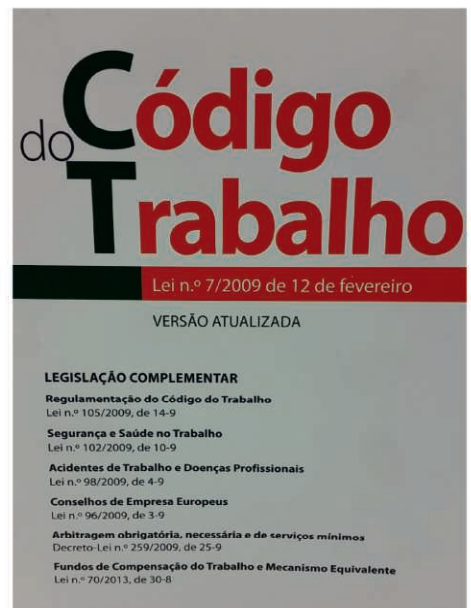 Código
do
Trabalho
Lei n.º 7/2009 de 12 de fevereiro
VERSÃO ATUALIZADA
LEGISLAÇÃO COMPLEMENTAR
Regulamentação do Código do Trabalho
Lei n.º 105/2009, de 14-9
Segurança e Saúde no Trabalho
Lei n.º 102/2009, de 10-9
Acidentes de Trabalho e Doenças Profissionais
Lei n.º 98/2009, de 4-9
Conselhos de Empresa Europeus
Lei n.º 96/2009, de 3-9
Arbitragem obrigatória, necessária e de serviços mínimos
Decreto-Lei n.º 259/2009, de 25-9
Fundos de Compensação do Trabalho e Mecanismo Equivalente
Lei n.º 70/2013, de 30-8